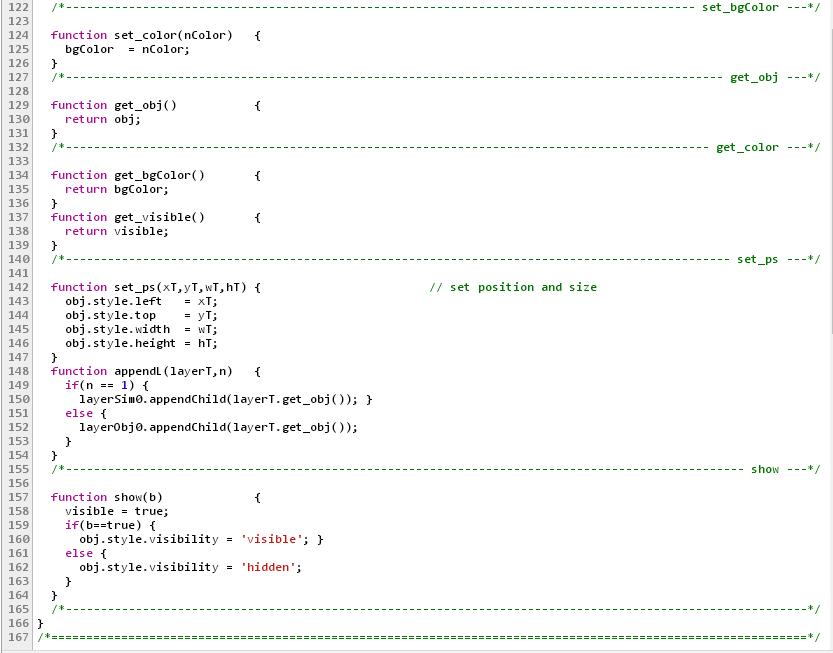 122 /*------------------------------------------------------------------------------------------ set_bgColor ---*/
123
124 function set_color(nColor) {
125 bgColor = nColor;
126 }
127 /*---------------------------------------------------------------------------------------------- get_obj ---*/
128
129 function get_obj() {
130 return obj;
131 }
132 /*-------------------------------------------------------------------------------------------- get_color ---*/
133
134 function get_bgColor() {
135 return bgColor;
136 }
137 function get_visible() {
138 return visible;
139 }
140 /*----------------------------------------------------------------------------------------------- set_ps ---*/
141
142 function set_ps(xT,yT,wT,hT) { // set position and size
143 obj.style.left = xT;
144 obj.style.top = yT;
145 obj.style.width = wT;
146 obj.style.height = hT;
147 }
148 function appendL(layerT,n) {
149 if(n == 1) {
150 layerSim0.appendChild(layerT.get_obj()); }
151 else {
152 layerObj0.appendChild(layerT.get_obj());
153 }
154 }
155 /*------------------------------------------------------------------------------------------------- show ---*/
156
157 function show(b) {
158 visible = true;
159 if(b==true) {
160 obj.style.visibility = 'visible'; }
161 else {
162 obj.style.visibility = 'hidden';
163 }
164 }
165 /*----------------------------------------------------------------------------------------------------------*/
166 }
167 /*============================================================================================================*/